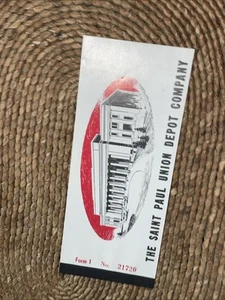 THE SAINT PAUL UNION DEPOT COMPANY
Form 1 No. 21720